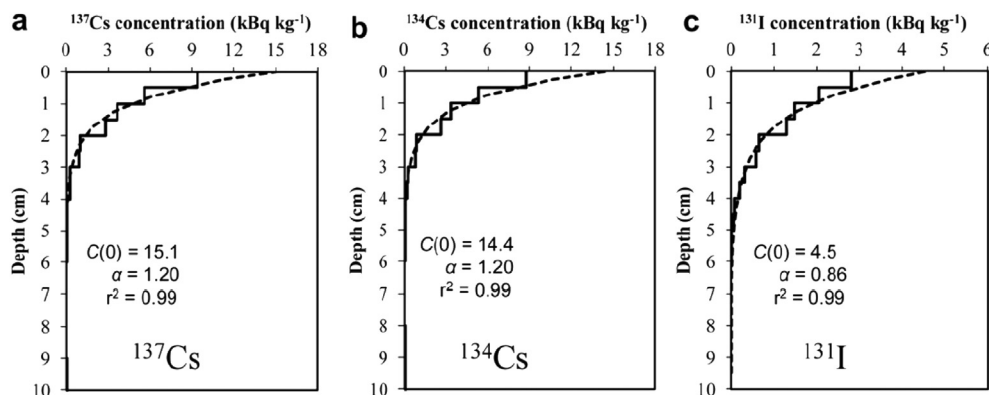 a
¹³⁷Cs concentration (kBq kg⁻¹)
0 3 6 9 12 15 18
Depth (cm)
0
1
2
3
4
5
6
7
8
9
10
C(0) = 15.1
α = 1.20
r² = 0.99
¹³⁷Cs
b
¹³⁴Cs concentration (kBq kg⁻¹)
0 3 6 9 12 15 18
Depth (cm)
0
1
2
3
4
5
6
7
8
9
10
C(0) = 14.4
α = 1.20
r² = 0.99
¹³⁴Cs
c
¹³¹I concentration (kBq kg⁻¹)
0 1 2 3 4 5 6
Depth (cm)
0
1
2
3
4
5
6
7
8
9
10
C(0) = 4.5
α = 0.86
r² = 0.99
¹³¹I